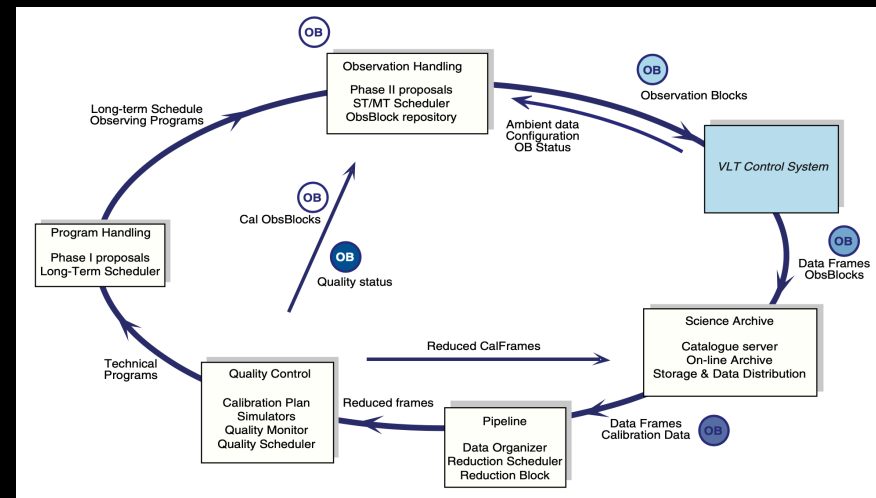 OB
Observation Handling
Phase II proposals
ST/MT Scheduler
ObsBlock repository
OB
Observation Blocks
Long-term Schedule
Observing Programs
Ambient data
Configuration
OB Status
VLT Control System
OB
Cal ObsBlocks
OB
Quality status
Program Handling
Phase I proposals
Long-Term Scheduler
OB
Data Frames
ObsBlocks
Science Archive
Catalogue server
On-line Archive
Storage & Data Distribution
Reduced CalFrames
Technical
Programs
Quality Control
Calibration Plan
Simulators
Quality Monitor
Quality Scheduler
Reduced frames
Pipeline
Data Organizer
Reduction Scheduler
Reduction Block
Data Frames
Calibration Data
OB